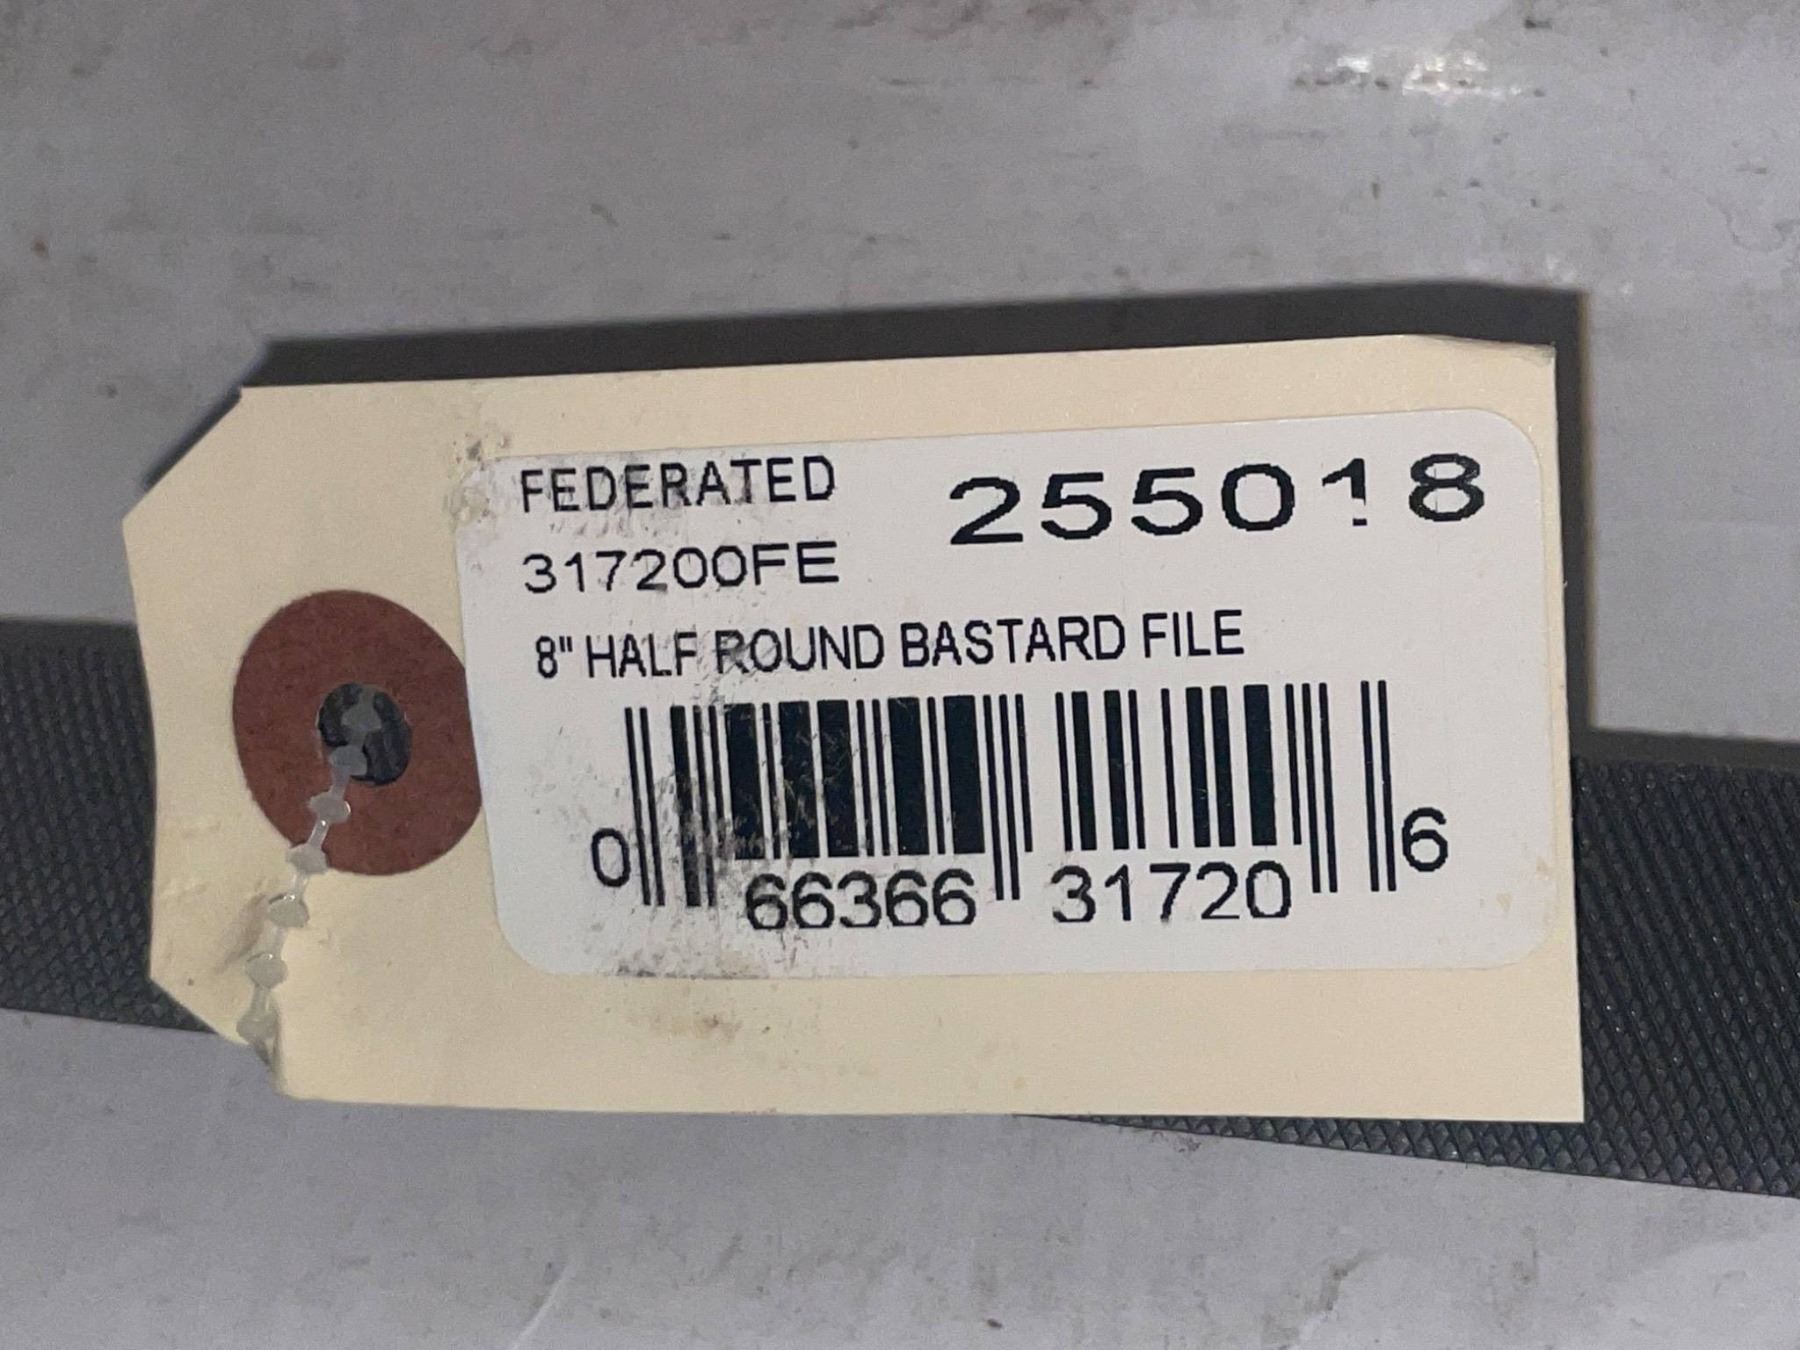 FEDERATED 255018
317200FE
8" HALF ROUND BASTARD FILE
0 66366 31720 6